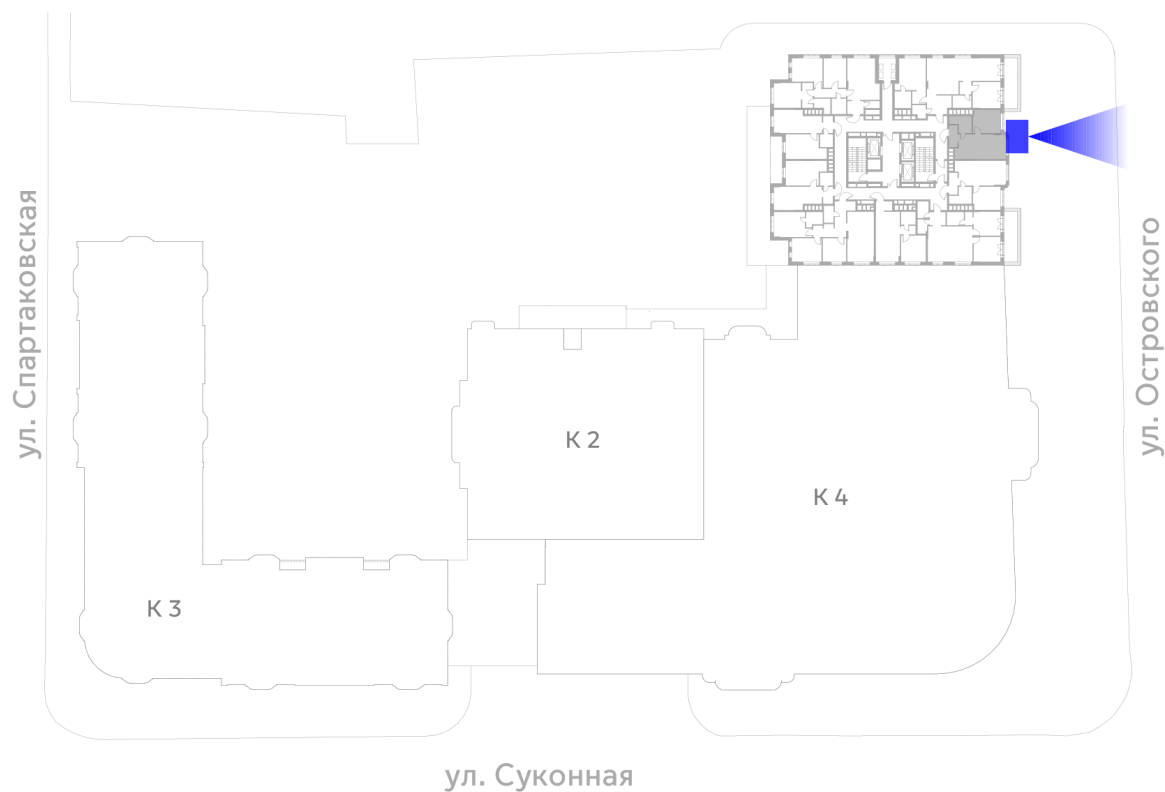 ул. Спартаковская
ул. Островского
К 2
К 4
К 3
ул. Суконная